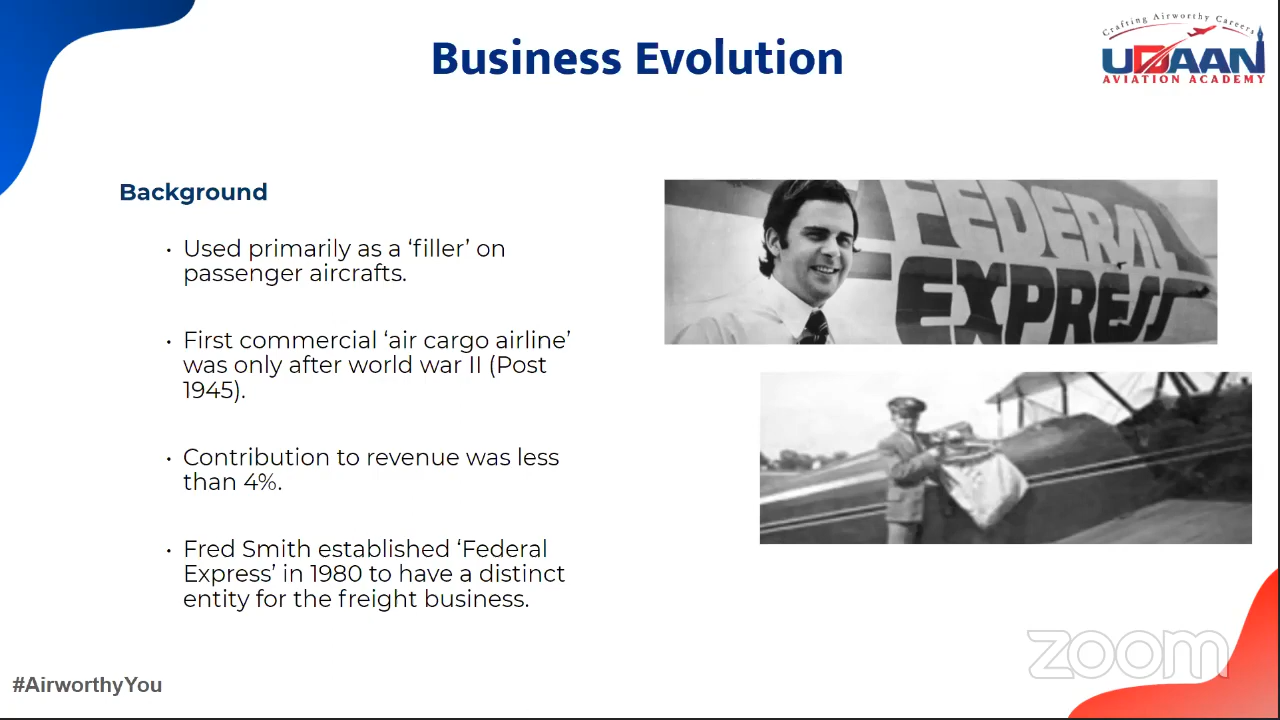 Business Evolution
Crafting Airworthy Careers
UDAAN
AVIATION ACADEMY
Background
• Used primarily as a ‘filler’ on
passenger aircrafts.
• First commercial ‘air cargo airline’
was only after world war II (Post
1945).
• Contribution to revenue was less
than 4%.
• Fred Smith established ‘Federal
Express’ in 1980 to have a distinct
entity for the freight business.
FEDERAL
EXPRESS
zoom
#AirworthyYou